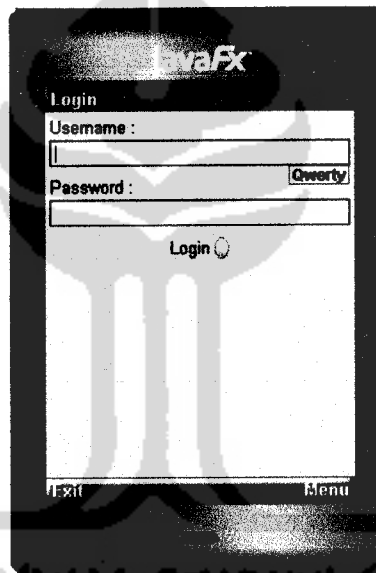 JavaFx
Login
Username :
Qwerty
Password :
Login
Exit Menu